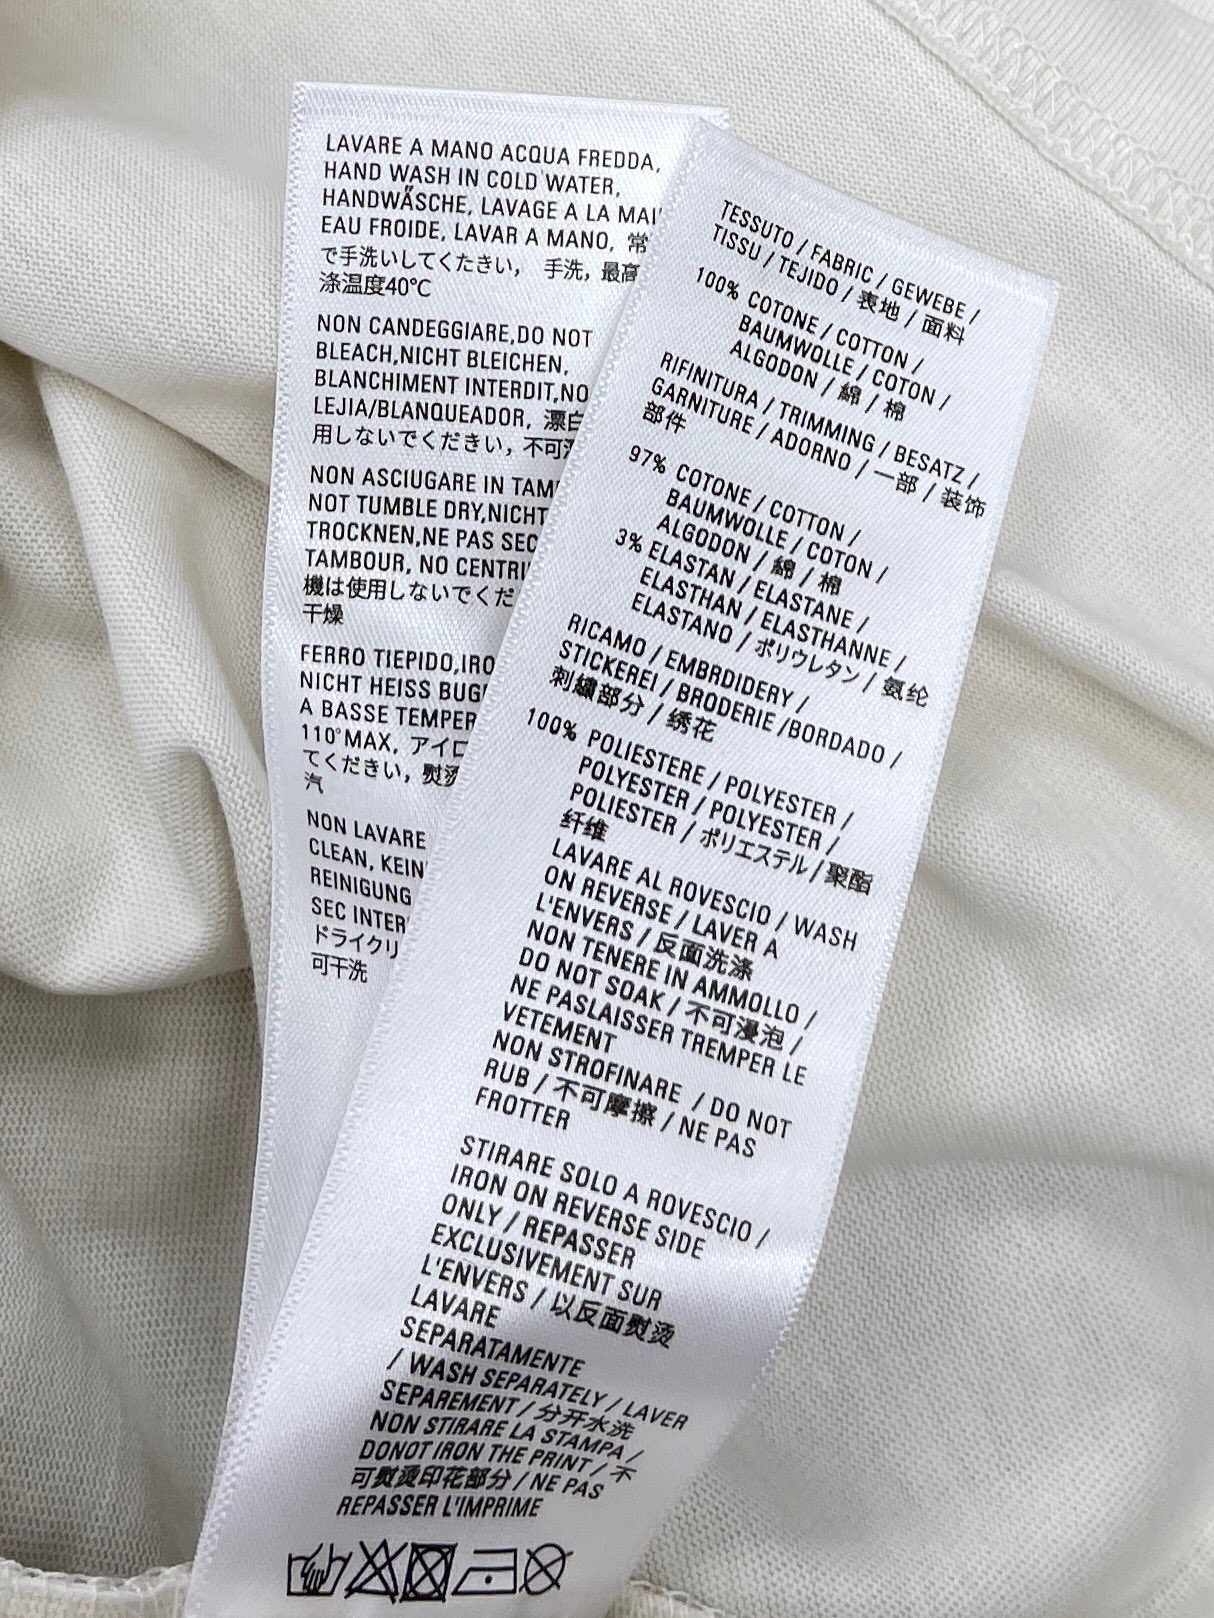 LAVARE A MANO ACQUA FREDDA,
HAND WASH IN COLD WATER,
HANDWÄSCHE, LAVAGE A LA
EAU FROIDE, LAVAR A MANO, 常
で手洗いしてくたきい， 手洗，最高
涤温度40℃
NON CANDEGGIARE,DO NOT
BLEACH,NICHT BLEICHEN,
BLANCHIMENT INTERDIT,NO
LEJIA/BLANQUEADOR, 漂白
用しないでください，不可
NON ASCIUGARE IN
NOT TUMBLE DRY,NICHT
TROCKNEN,NE PAS
TAMBOUR, NO
機は使用しないでくだ
干燥
FERRO TIEPIDO,
NICHT HEISS
A BASSE
110°MAX, アイロ
てください，熨烫
汽
NON LAVARE
CLEAN,
REINIGUNG
SEC
ドライクリ
可干洗
TESSUTO / FABRIC / GEWEBE /
TISSU / TEJIDO / 表地 / 面料
100% COTONE / COTTON /
BAUMWOLLE / COTON /
ALGODON / 綿 / 棉
RIFINITURA / TRIMMING / BESATZ /
GARNITURE / ADORNO / 一部 / 装饰
部件
97% COTONE / COTTON /
BAUMWOLLE / COTON /
ALGODON / 綿 / 棉
3% ELASTAN / ELASTANE /
ELASTHAN / ELASTHANNE /
ELASTANO / ポリウレタン / 氨纶
RICAMO / EMBRDIDERY /
STICKEREI / BRODERIE /BORDADO /
刺繡部分 / 绣花
100% POLIESTERE / POLYESTER /
POLYESTER / POLYESTER /
POLIESTER / ポリエステル / 聚酯
纤维
LAVARE AL ROVESCIO / WASH
ON REVERSE / LAVER A
L'ENVERS / 反面洗涤
NON TENERE IN AMMOLLO /
DO NOT SOAK / 不可浸泡 /
NE PASLAISSER TREMPER LE
VETEMENT
NON STROFINARE / DO NOT
RUB / 不可摩擦 / NE PAS
FROTTER
STIRARE SOLO A ROVESCIO /
IRON ON REVERSE SIDE
ONLY / REPASSER
EXCLUSIVEMENT SUR
L'ENVERS / 以反面熨烫
LAVARE
SEPARATAMENTE
/ WASH SEPARATELY / LAVER
SEPAREMENT / 分开水洗
NON STIRARE LA STAMPA /
DONOT IRON THE PRINT / 不
可熨烫印花部分 / NE PAS
REPASSER L'IMPRIME